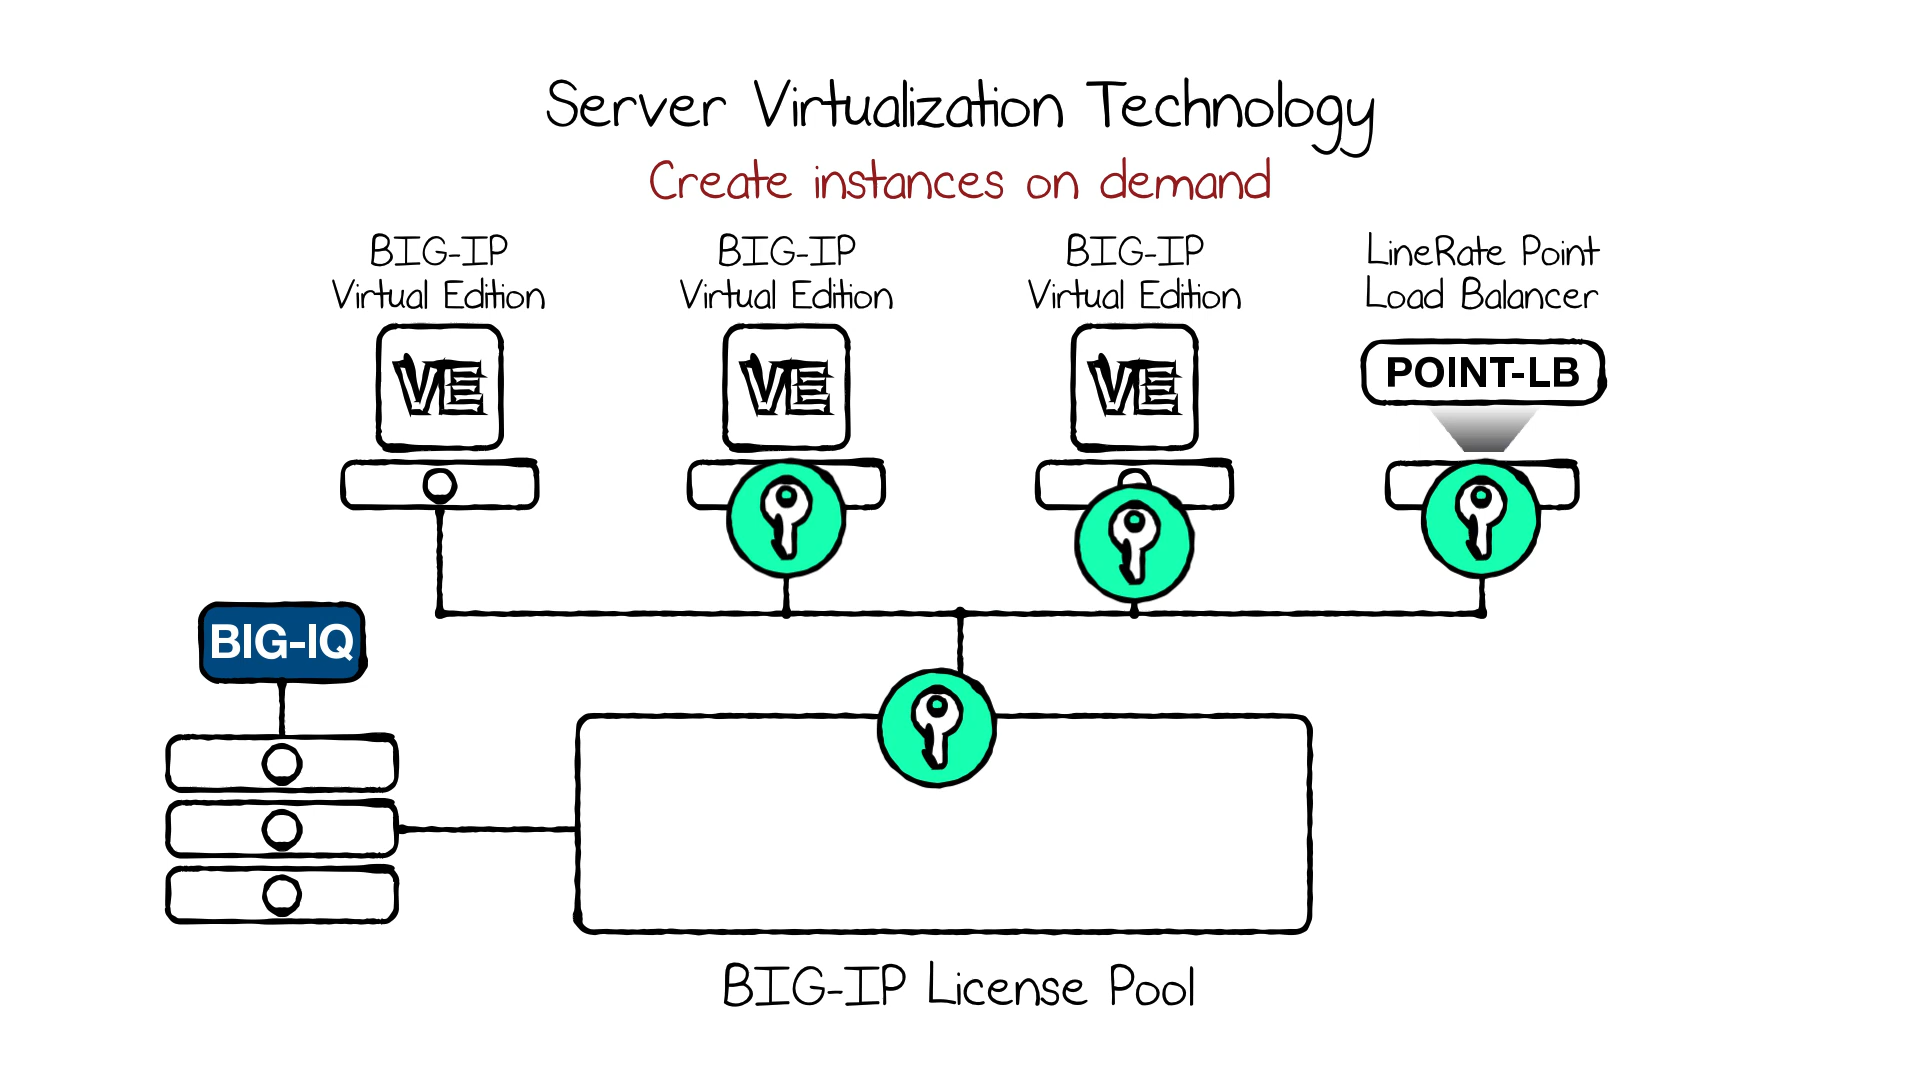 Server Virtualization Technology
Create instances on demand
BIG-IP
Virtual Edition
BIG-IP
Virtual Edition
BIG-IP
Virtual Edition
LineRate Point
Load Balancer
VE
VE
VE
POINT-LB
BIG-IQ
BIG-IP License Pool